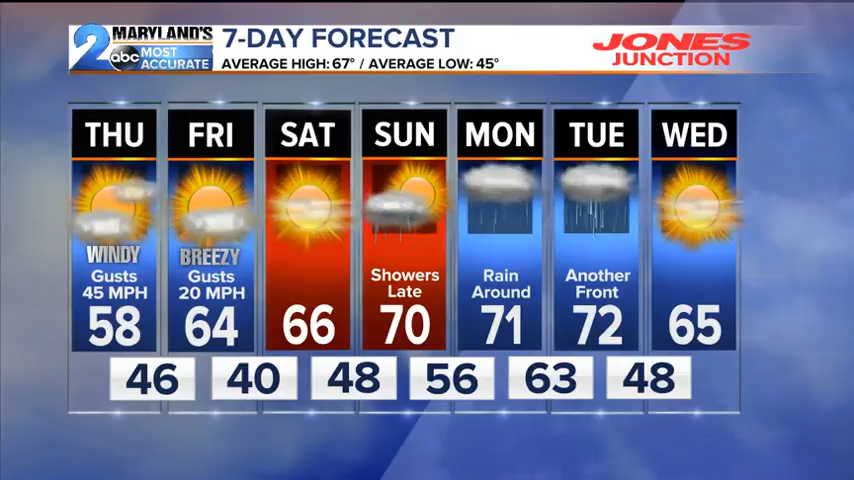 2
MARYLAND'S
abc
MOST
ACCURATE
7-DAY FORECAST
AVERAGE HIGH: 67° / AVERAGE LOW: 45°
JONES
JUNCTION
THU
FRI
SAT
SUN
MON
TUE
WED
WINDY
Gusts
45 MPH
58
BREEZY
Gusts
20 MPH
64
66
Showers
Late
70
Rain
Around
71
Another
Front
72
65
46
40
48
56
63
48